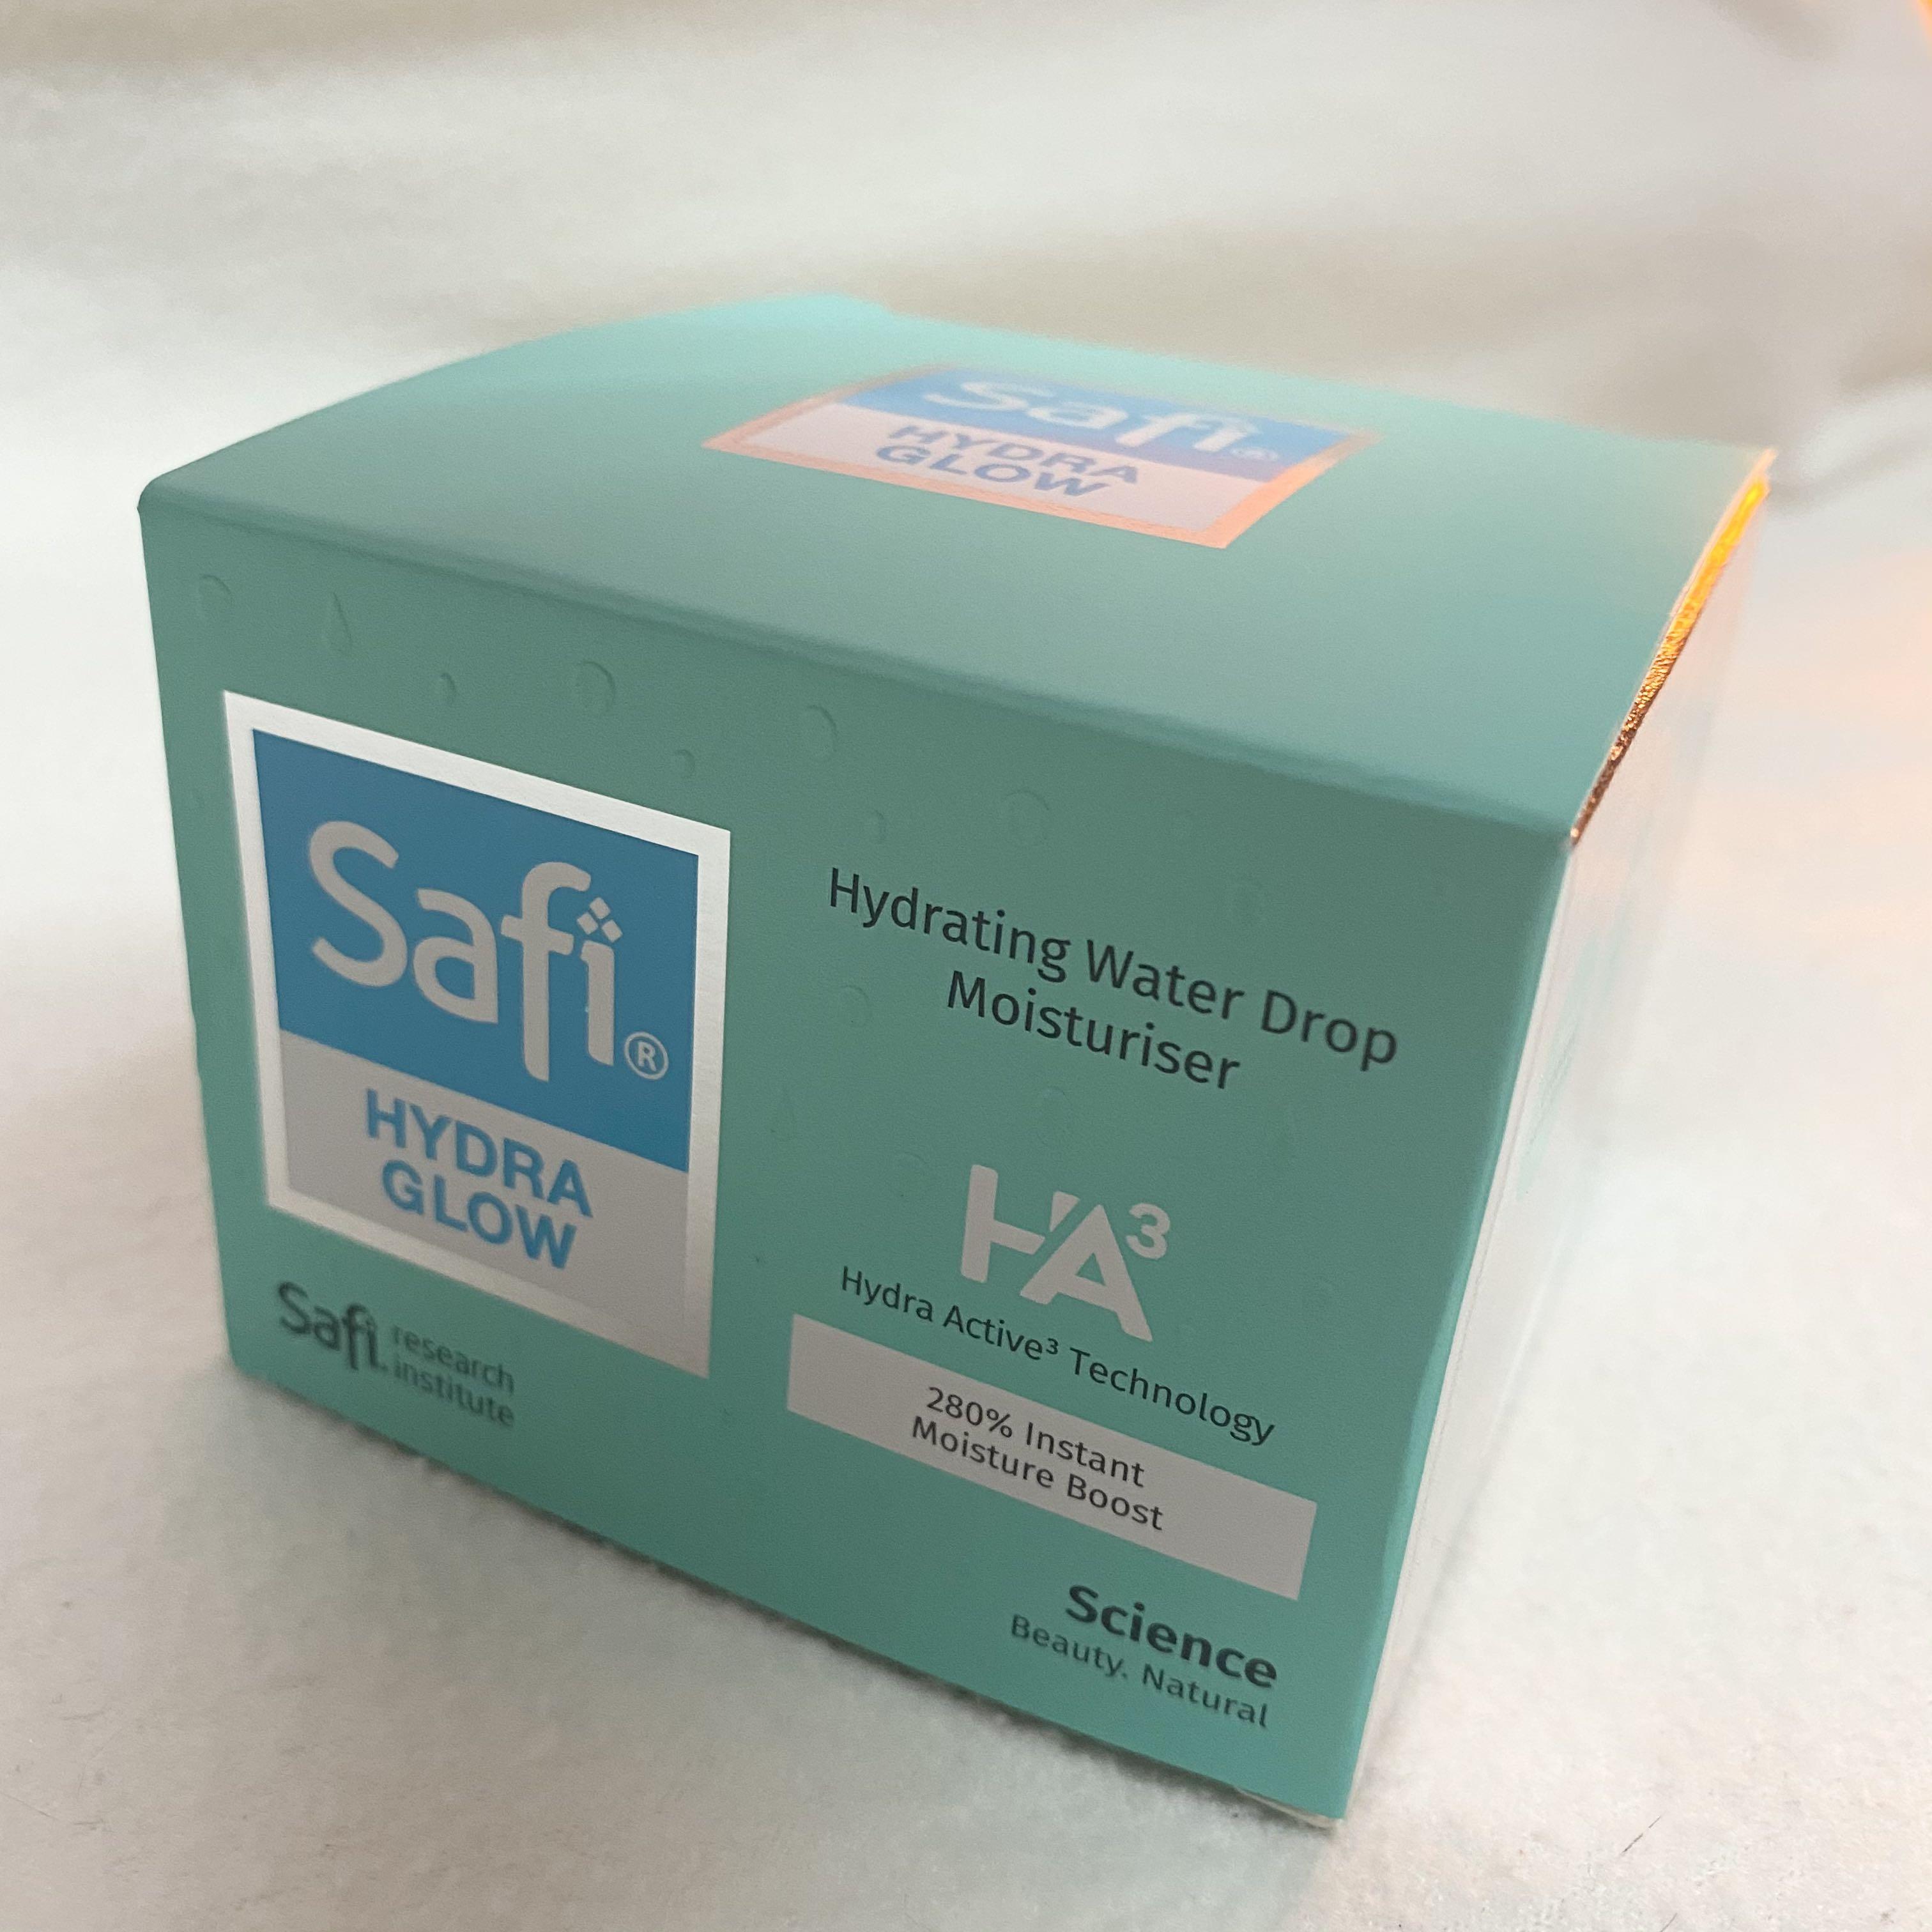 Safi®
HYDRA
GLOW
Safi®
HYDRA
GLOW
Safi research
institute
Hydrating Water Drop
Moisturiser
HA³
Hydra Active³ Technology
280% Instant
Moisture Boost
Science
Beauty. Natural